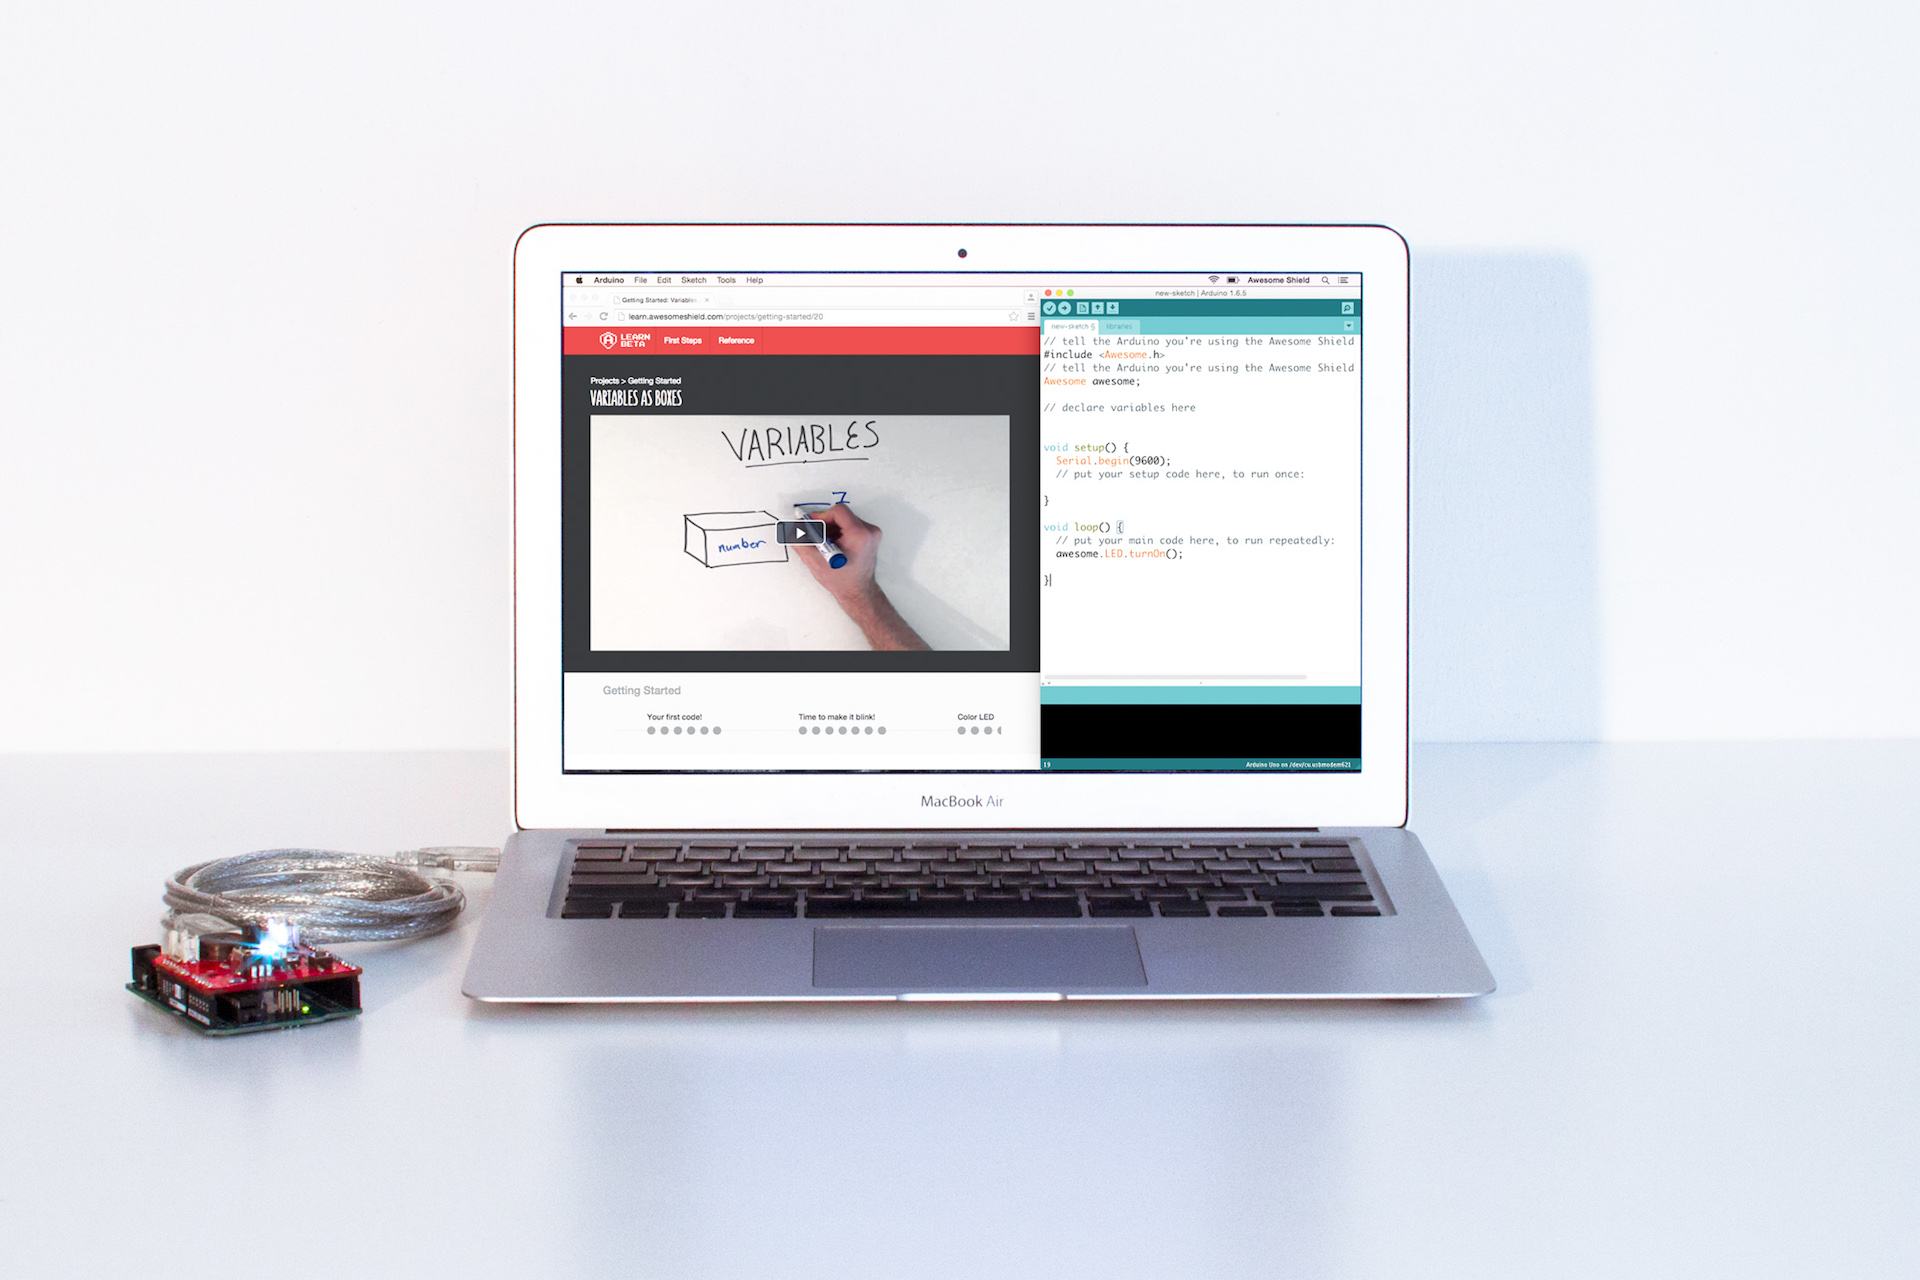 Arduino File Edit Sketch Tools Help
Awesome Shield
Getting Started: Variables
learn.awesomeshield.com/projects/getting-started/20
LEARN
BETA
First Steps
Reference
Projects > Getting Started
VARIABLES AS BOXES
VARIABLES
7
number
Getting Started
Your first code!
Time to make it blink!
Color LED
new-sketch | Arduino 1.6.5
new-sketch §
libraries
// tell the Arduino you're using the Awesome Shield
#include <Awesome.h>
// tell the Arduino you're using the Awesome Shield
Awesome awesome;
// declare variables here
void setup() {
Serial.begin(9600);
// put your setup code here, to run once:
}
void loop() {
// put your main code here, to run repeatedly:
awesome.LED.turnOn();
}
19
Arduino Uno on /dev/cu.usbmodem621
MacBook Air